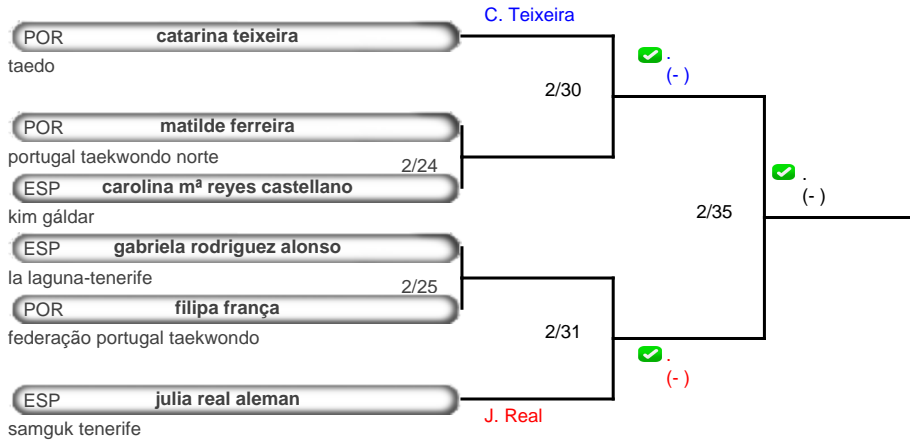 C. Teixeira
POR catarina teixeira
taedo
.
(- )
2/30
POR matilde ferreira
portugal taekwondo norte
2/24
ESP carolina mª reyes castellano
kim gáldar
.
(- )
2/35
ESP gabriela rodriguez alonso
la laguna-tenerife
2/25
POR filipa frança
federação portugal taekwondo
2/31
.
(- )
ESP julia real aleman
J. Real
samguk tenerife